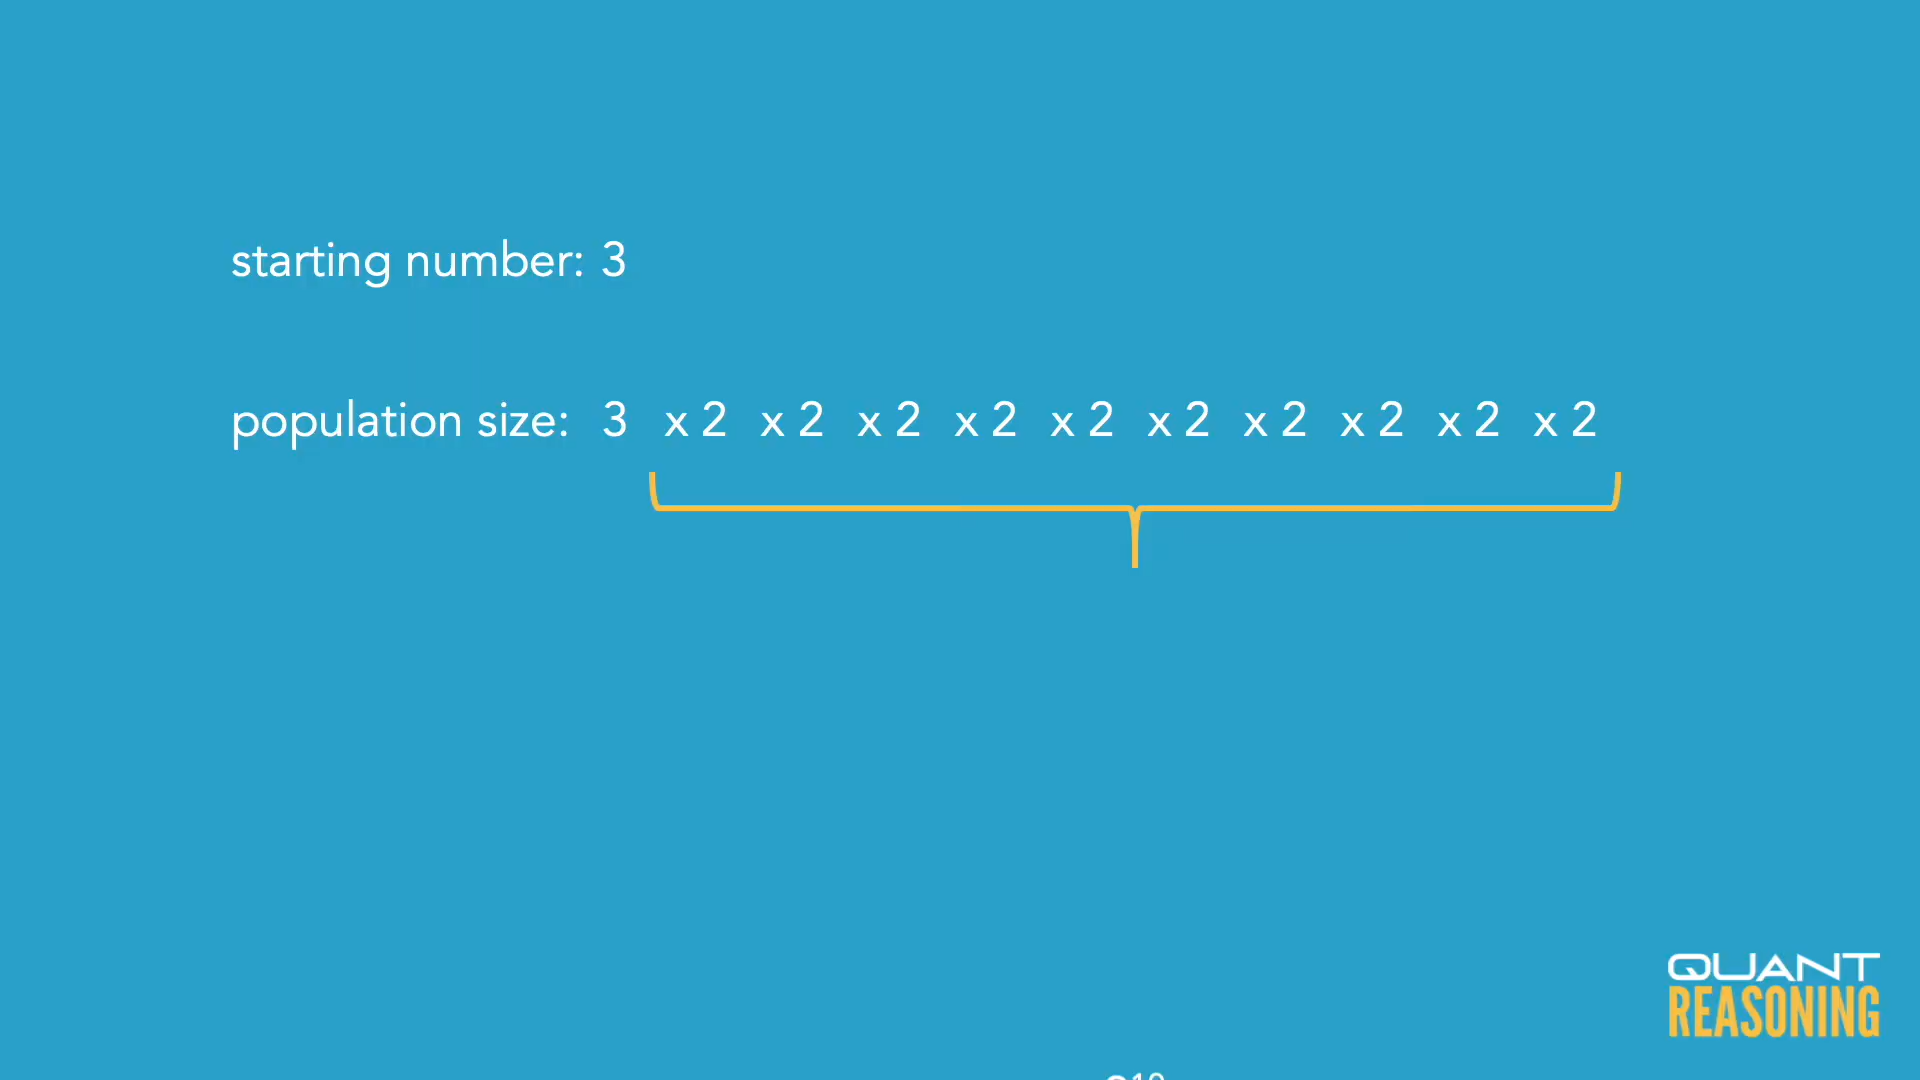 starting number: 3
population size: 3 x 2 x 2 x 2 x 2 x 2 x 2 x 2 x 2 x 2 x 2
QUANT
REASONING